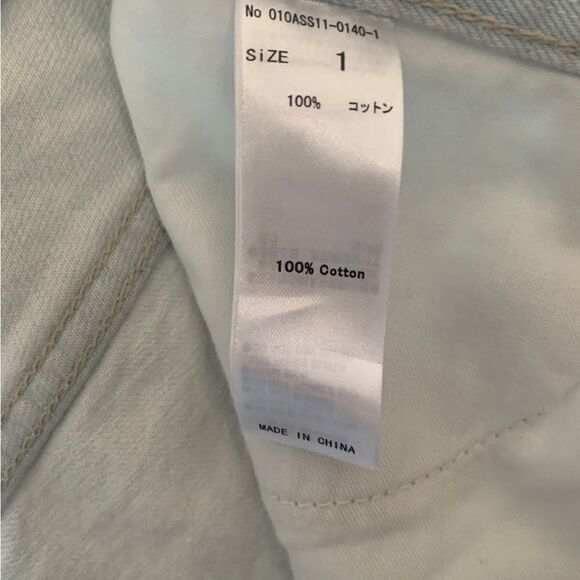 No 010ASS11-0140-1
SiZE 1
100% コットン
100% Cotton
MADE IN CHINA